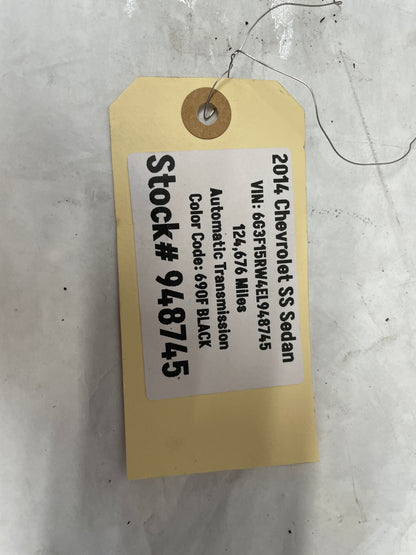 2014 Chevrolet SS Sedan
VIN: 6G3F15RW4EL948745
124,676 Miles
Automatic Transmission
Color Code: 690F BLACK
Stock# 948745